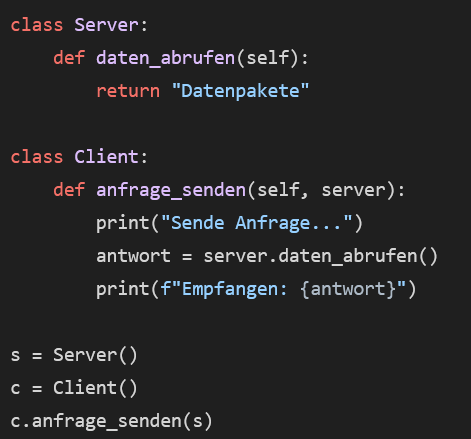 class Server:
    def daten_abrufen(self):
        return "Datenpakete"

class Client:
    def anfrage_senden(self, server):
        print("Sende Anfrage...")
        antwort = server.daten_abrufen()
        print(f"Empfangen: {antwort}")

s = Server()
c = Client()
c.anfrage_senden(s)